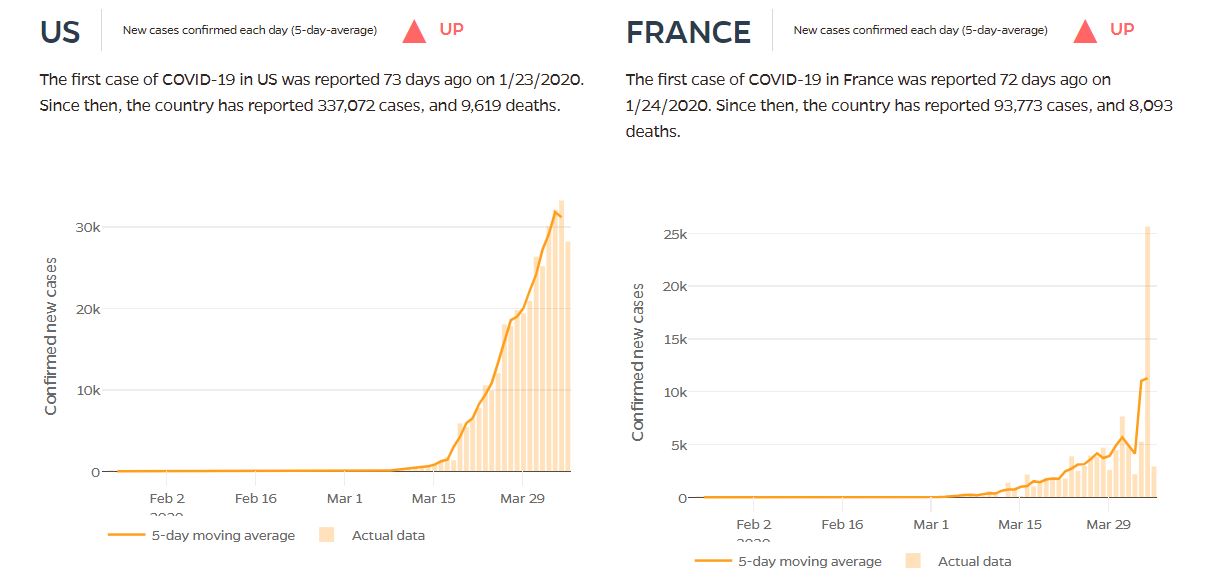 US
New cases confirmed each day (5-day-average)
UP
The first case of COVID-19 in US was reported 73 days ago on 1/23/2020.
Since then, the country has reported 337,072 cases, and 9,619 deaths.
Confirmed new cases
30k
20k
10k
0
Feb 2
2020
Feb 16
Mar 1
Mar 15
Mar 29
5-day moving average
Actual data
FRANCE
New cases confirmed each day (5-day-average)
UP
The first case of COVID-19 in France was reported 72 days ago on
1/24/2020. Since then, the country has reported 93,773 cases, and 8,093
deaths.
Confirmed new cases
25k
20k
15k
10k
5k
0
Feb 2
2020
Feb 16
Mar 1
Mar 15
Mar 29
5-day moving average
Actual data